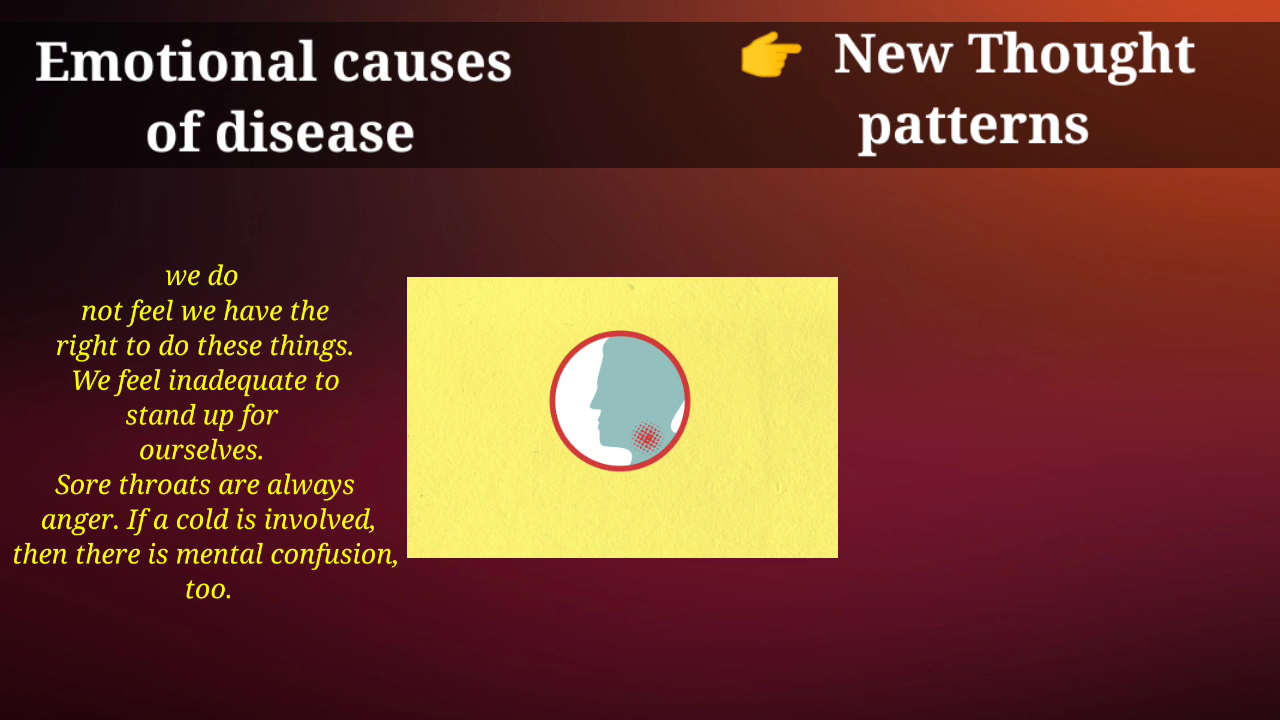 Emotional causes
of disease
👉 New Thought
patterns
we do
not feel we have the
right to do these things.
We feel inadequate to
stand up for
ourselves.
Sore throats are always
anger. If a cold is involved,
then there is mental confusion,
too.